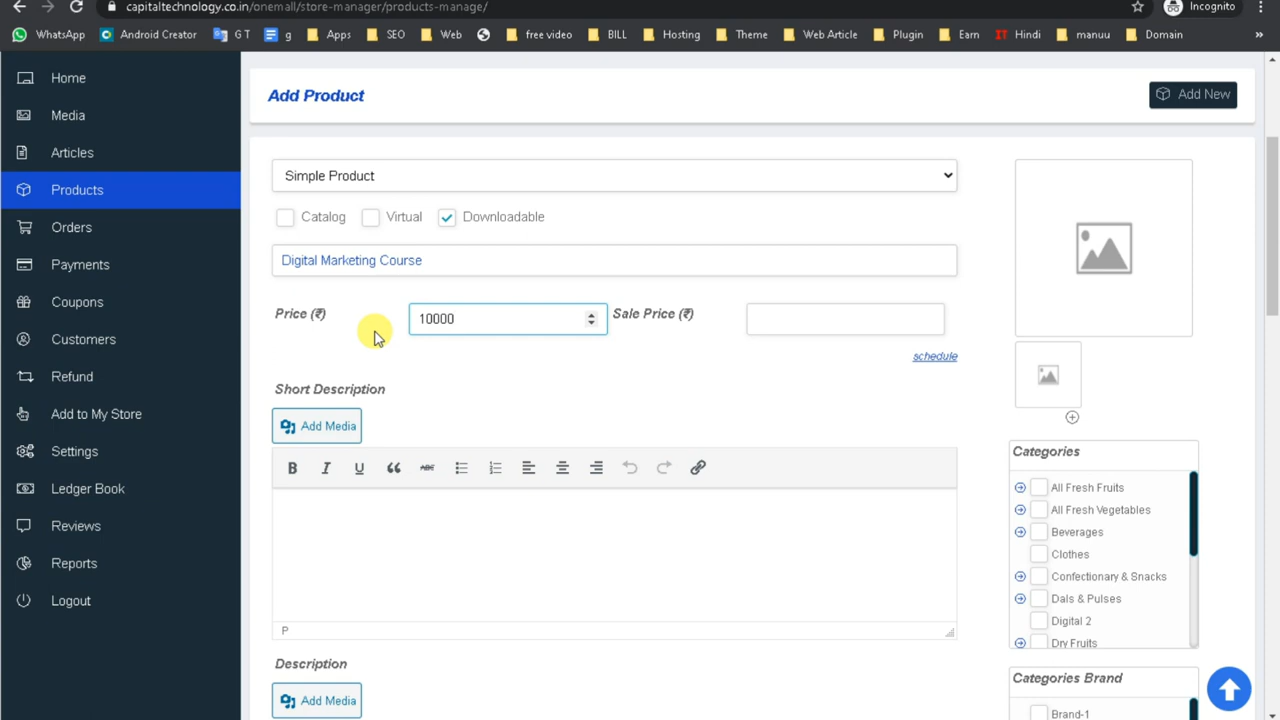 capitaltechnology.co.in/onemall/store-manager/products-manage/
Incognito
WhatsApp
Android Creator
G T
g
Apps
SEO
Web
free video
BILL
Hosting
Theme
Web Article
Plugin
Earn
IT Hindi
manuu
Domain
»
Home
Media
Articles
Products
Orders
Payments
Coupons
Customers
Refund
Add to My Store
Settings
Ledger Book
Reviews
Reports
Logout
Add Product
Add New
Simple Product
Catalog
Virtual
Downloadable
Digital Marketing Course
Price (₹)
10000
Sale Price (₹)
schedule
Short Description
Add Media
B I U ABC
P
Description
Add Media
Categories
All Fresh Fruits
All Fresh Vegetables
Beverages
Clothes
Confectionary & Snacks
Dals & Pulses
Digital 2
Dry Fruits
Categories Brand
Brand-1